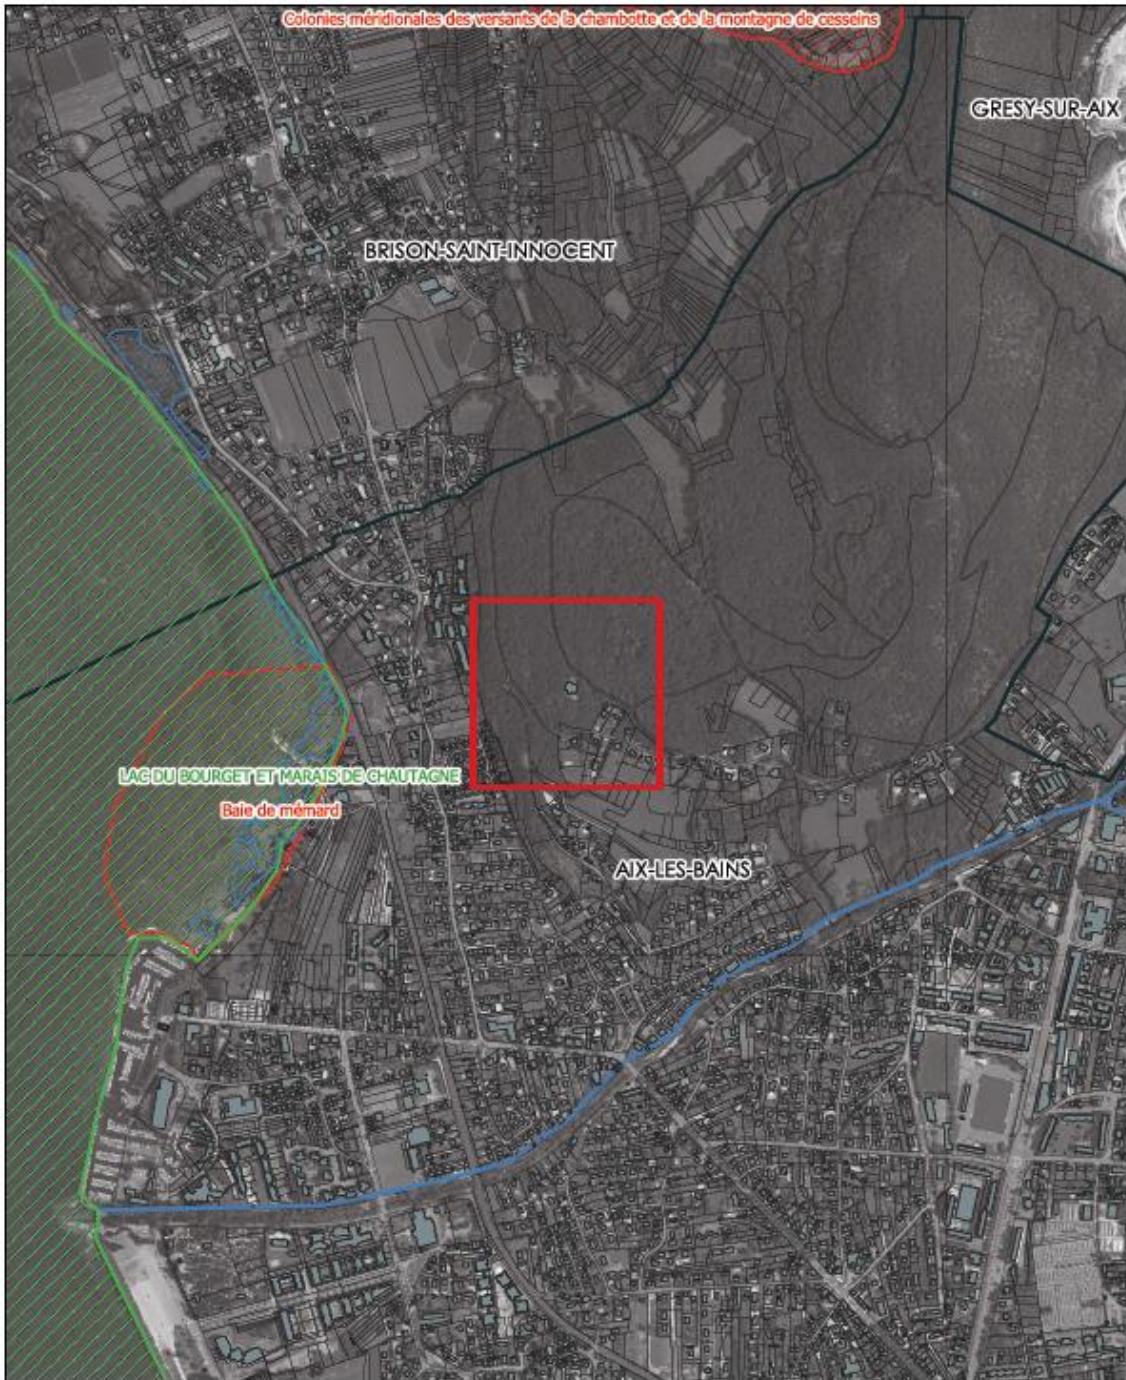 Colonies méridionales des versants de la chambotte et de la montagne de cesseins
GRESY-SUR-AIX
BRISON-SAINT-INNOCENT
LAC DU BOURGET ET MARAIS DE CHAUTAGNE
Baie de mémard
AIX-LES-BAINS